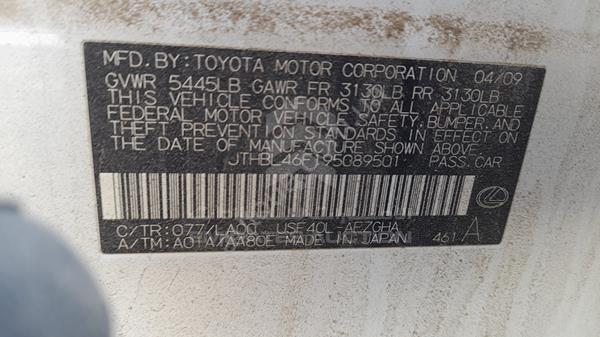 MFD.BY:TOYOTA MOTOR CORPORATION 04/09
GVWR 5445LB GAWR FR 3130LB RR 3130LB
THIS VEHICLE CONFORMS TO ALL APPLICABLE
FEDERAL MOTOR VEHICLE SAFETY, BUMPER, AND
THEFT PREVENTION STANDARDS IN EFFECT ON
THE DATE OF MANUFACTURE SHOWN ABOVE.
JTHBL46F195089501 PASS.CAR
C/TR:077/LA00 USF40L-AEZGHA
A/TM:A01A/AA80E MADE IN JAPAN 461 A